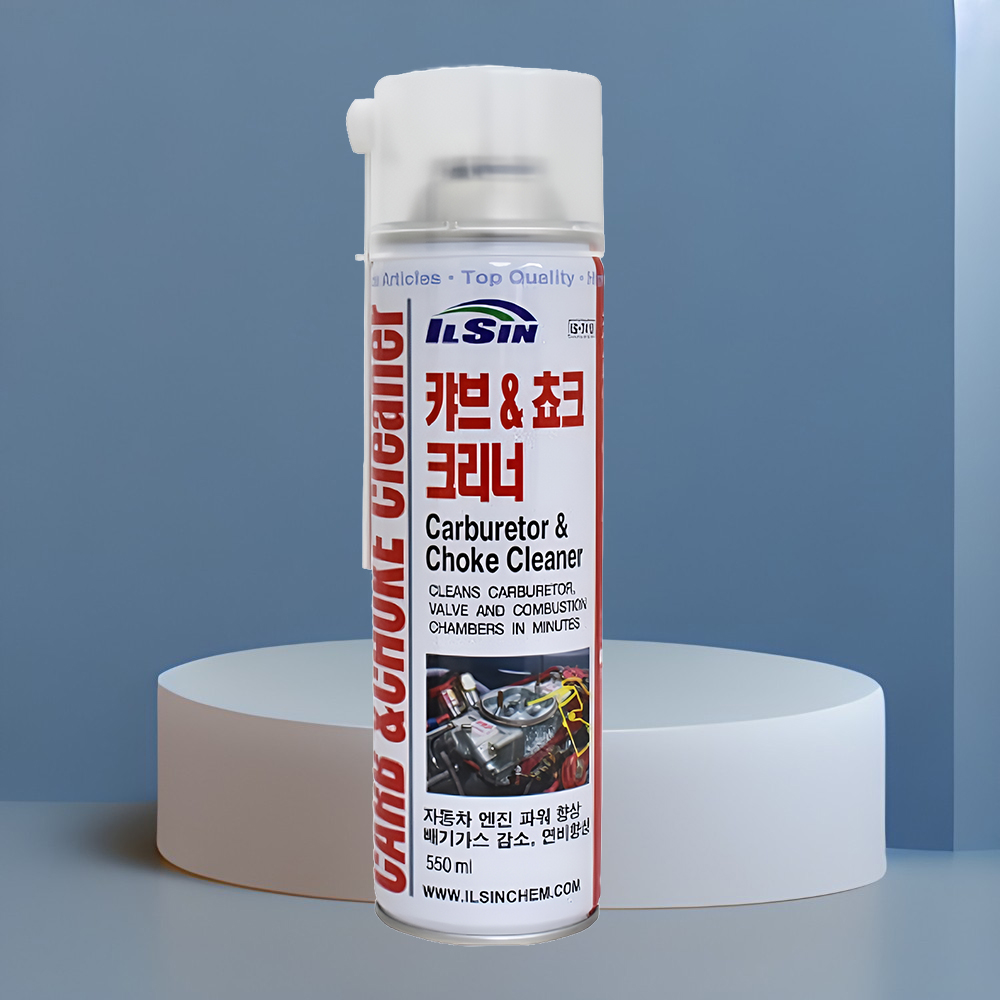 Articles • Top Quality •
ILSIN
캬브 & 쵸크
크리너
Carburetor &
Choke Cleaner
CLEANS CARBURETOR,
VALVE AND COMBUSTION
CHAMBERS IN MINUTES
자동차 엔진 파워 향상
배기가스 감소, 연비향상
550 ml
WWW.ILSINCHEM.COM
CARB & CHOKE Cleaner